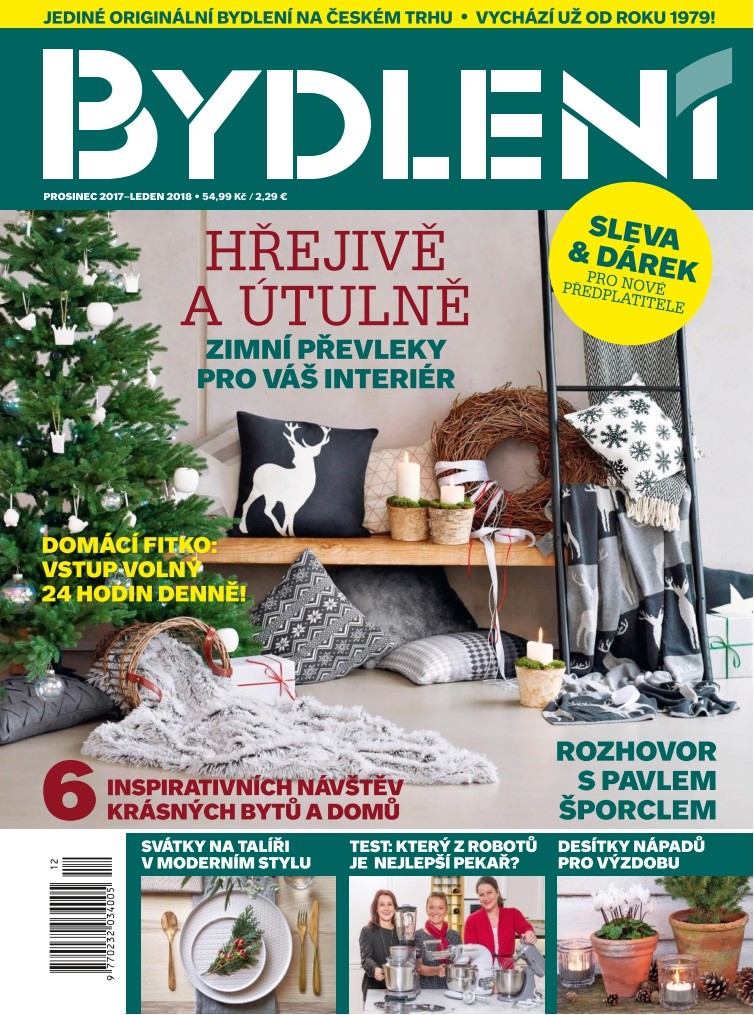 JEDINÉ ORIGINÁLNÍ BYDLENÍ NA ČESKÉM TRHU • VYCHÁZÍ UŽ OD ROKU 1979!
BYDLENÍ
PROSINEC 2017–LEDEN 2018 • 54,99 Kč / 2,29 €
SLEVA
& DÁREK
PRO NOVÉ
PŘEDPLATITELE
HŘEJIVĚ
A ÚTULNĚ
ZIMNÍ PŘEVLEKY
PRO VÁŠ INTERIÉR
DOMÁCÍ FITKO:
VSTUP VOLNÝ
24 HODIN DENNĚ!
6 INSPIRATIVNÍCH NÁVŠTĚV
KRÁSNÝCH BYTŮ A DOMŮ
ROZHOVOR
S PAVLEM
ŠPORCLEM
SVÁTKY NA TALÍŘI
V MODERNÍM STYLU
TEST: KTERÝ Z ROBOTŮ
JE NEJLEPŠÍ PEKAŘ?
DESÍTKY NÁPADŮ
PRO VÝZDOBU
12
9 770232 034005